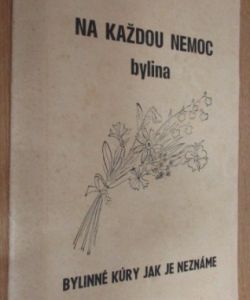 NA KAŽDOU NEMOC
bylina
BYLINNÉ KÚRY JAK JE NEZNÁME